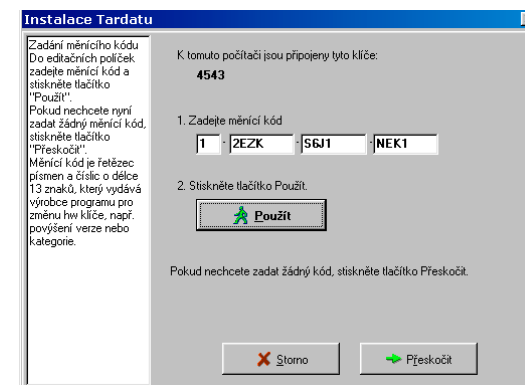 Instalace Tardatu
Zadání měnícího kódu
Do editačních políček
zadejte měnící kód a
stiskněte tlačítko
"Použít".
Pokud nechcete nyní
zadat žádný měnící kód,
stiskněte tlačítko
"Přeskočit".
Měnící kód je řetězec
písmen a číslic o délce
13 znaků, který vydává
výrobce programu pro
změnu hw klíče, např.
povýšení verze nebo
kategorie.
K tomuto počítači jsou připojeny tyto klíče:
4543
1. Zadejte měnící kód
1 - 2EZK - S6J1 - NEK1
2. Stiskněte tlačítko Použít.
Použít
Pokud nechcete zadat žádný kód, stiskněte tlačítko Přeskočit.
Storno
Přeskočit